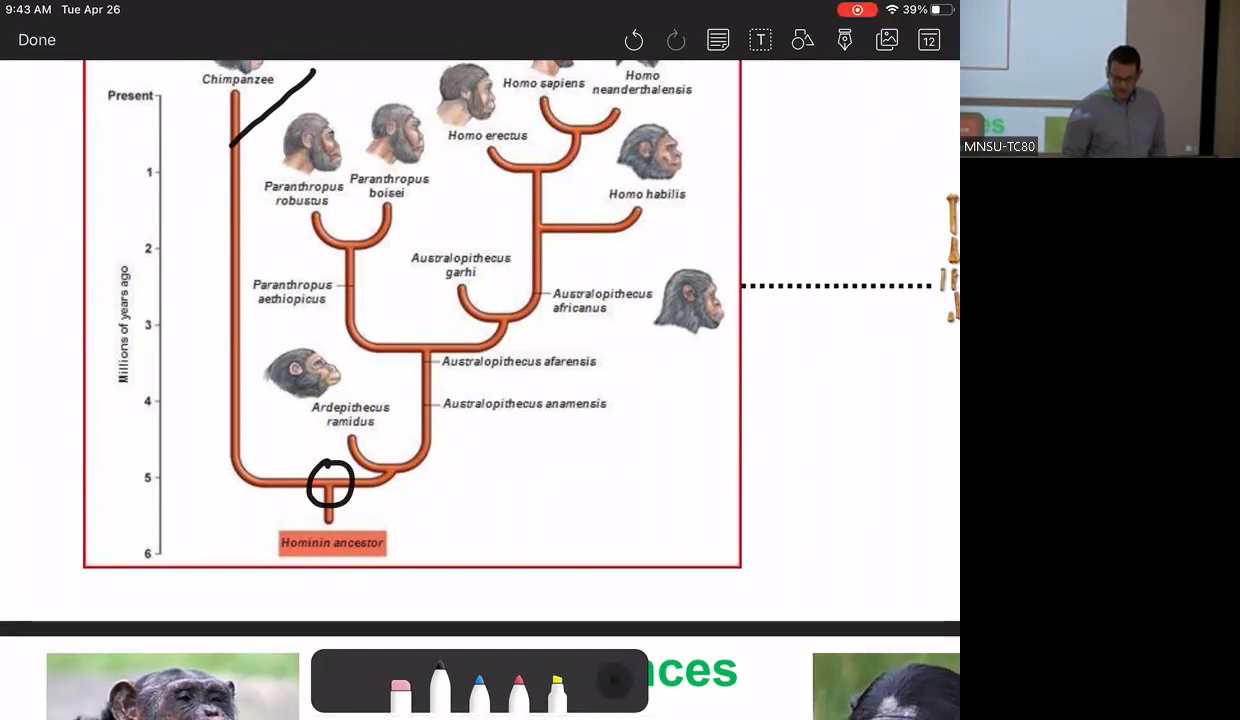 9:43 AM Tue Apr 26
39%
Done
T
12
MNSU-TC80
es
Chimpanzee
Present
Homo sapiens
Homo
neanderthalensis
Homo erectus
1
Paranthropus
robustus
Paranthropus
boisei
Homo habilis
2
Australopithecus
garhi
Paranthropus
aethiopicus
Australopithecus
africanus
3
Millions of years ago
Australopithecus afarensis
4
Ardepithecus
ramidus
Australopithecus anamensis
5
Hominin ancestor
6
nces